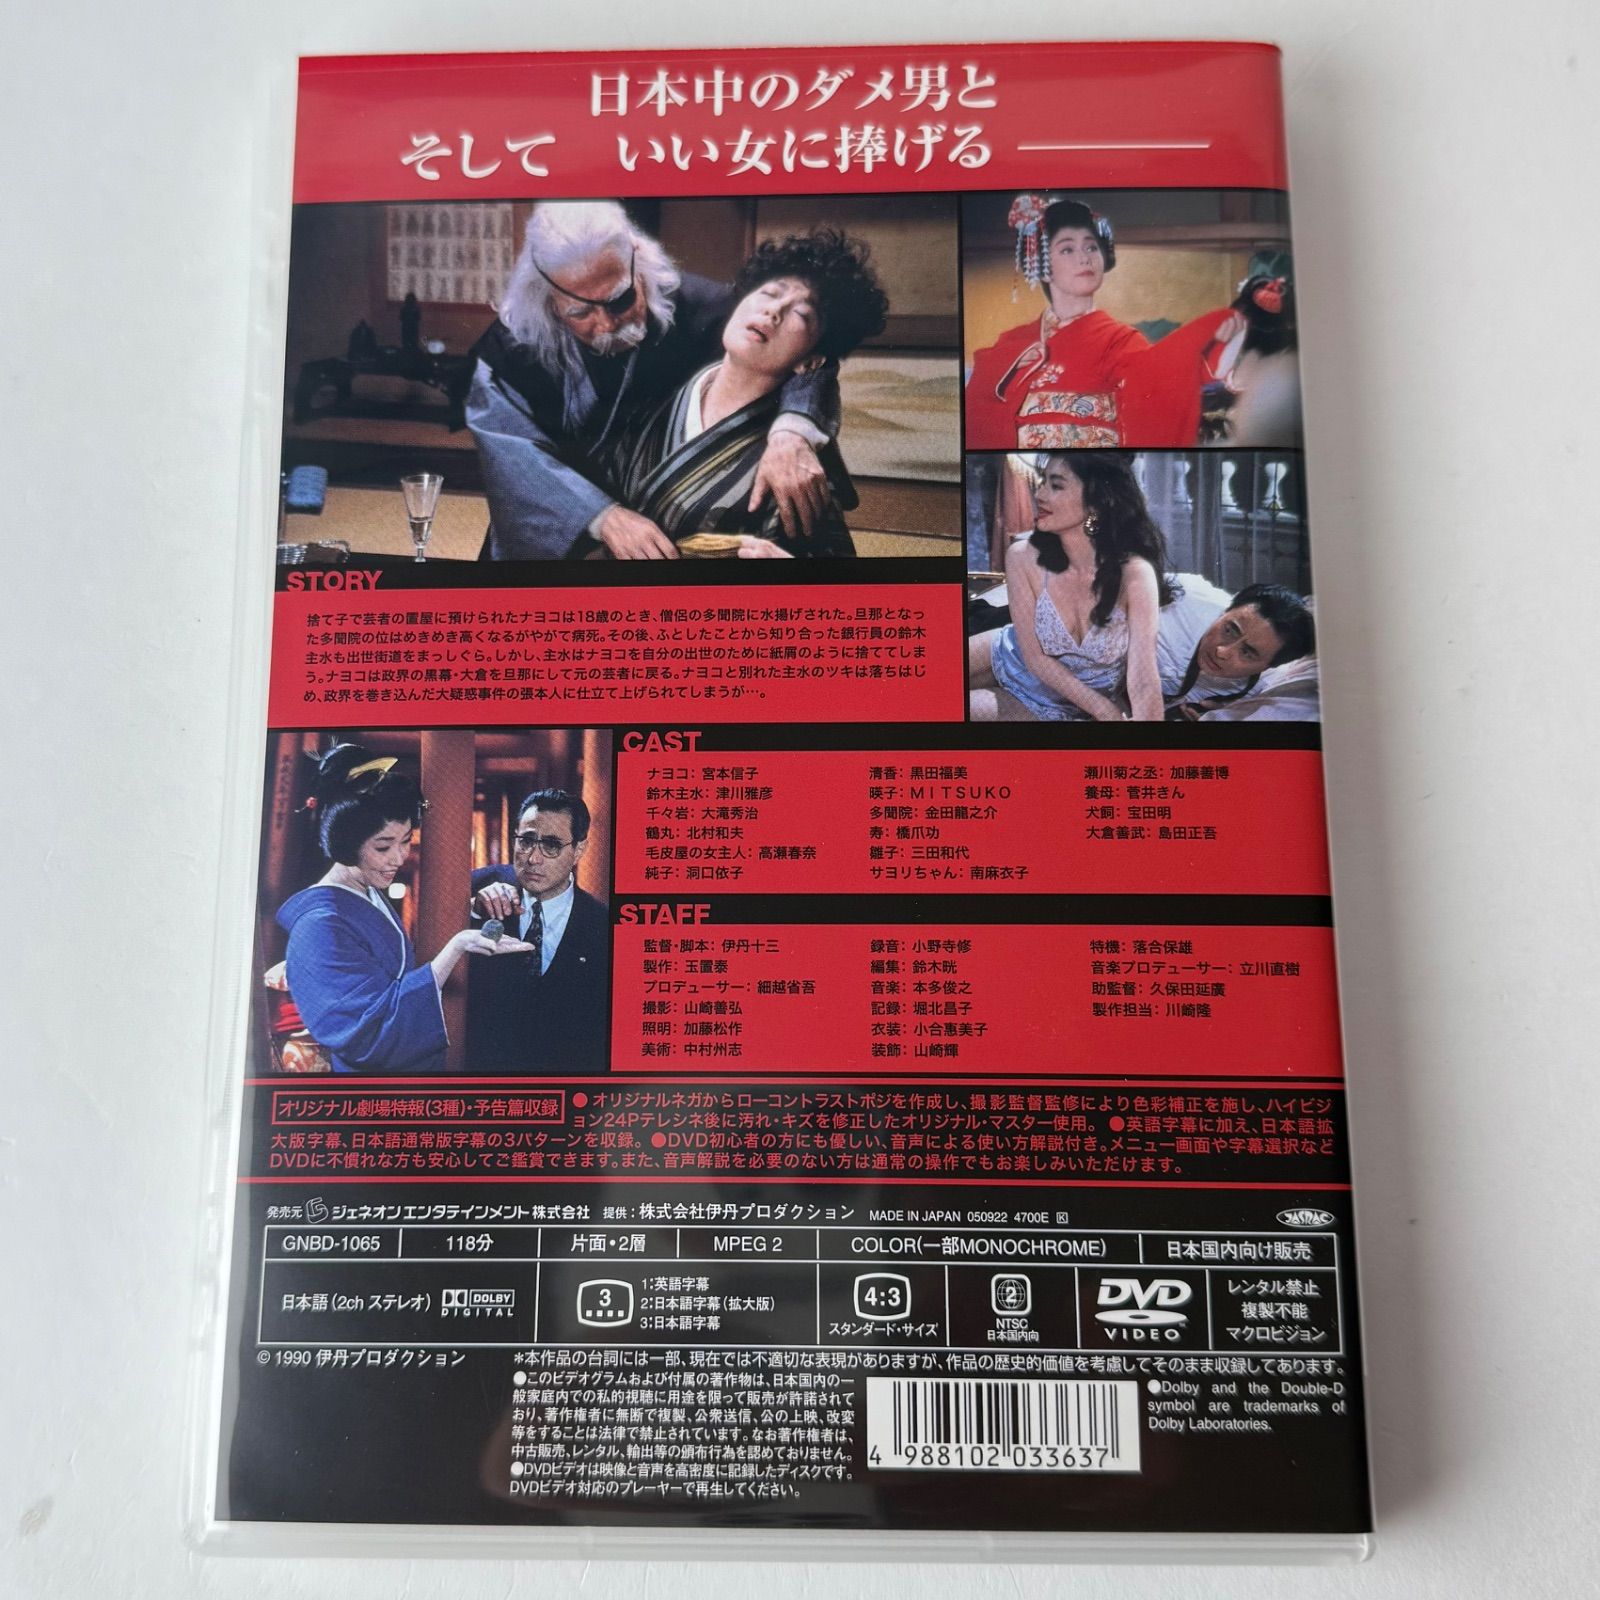 日本中のダメ男と
そして　いい女に捧げる ———
STORY
捨て子で芸者の置屋に預けられたナヨコは18歳のとき、僧侶の多聞院に水揚げされた。旦那となっ
た多聞院の位はめきめき高くなるがやがて病死。その後、ふとしたことから知り合った銀行員の鈴木
主水も出世街道をまっしぐら。しかし、主水はナヨコを自分の出世のために紙屑のように捨ててしま
う。ナヨコは政界の黒幕・大倉を旦那にして元の芸者に戻る。ナヨコと別れた主水のツキは落ちはじ
め、政界を巻き込んだ大疑惑事件の張本人に仕立て上げられてしまうが…。
CAST
ナヨコ：宮本信子
鈴木主水：津川雅彦
千々岩：大滝秀治
鶴丸：北村和夫
毛皮屋の女主人：高瀬春奈
純子：洞口依子
清香：黒田福美
暎子：MITSUKO
多聞院：金田龍之介
寿：橋爪功
雛子：三田和代
サヨリちゃん：南麻衣子
瀬川菊之丞：加藤善博
養母：菅井きん
犬飼：宝田明
大倉善武：島田正吾
STAFF
監督・脚本：伊丹十三
製作：玉置泰
プロデューサー：細越省吾
撮影：山崎善弘
照明：加藤松作
美術：中村州志
録音：小野寺修
編集：鈴木晄
音楽：本多俊之
記録：堀北昌子
衣装：小合惠美子
装飾：山崎輝
特機：落合保雄
音楽プロデューサー：立川直樹
助監督：久保田延廣
製作担当：川崎隆
オリジナル劇場特報(3種)・予告篇収録 ●オリジナルネガからローコントラストポジを作成し、撮影監督監修により色彩補正を施し、ハイビジ
ョン24Pテレシネ後に汚れ・キズを修正したオリジナル・マスター使用。 ●英語字幕に加え、日本語拡
大版字幕、日本語通常版字幕の3パターンを収録。 ●DVD初心者の方にも優しい、音声による使い方解説付き。メニュー画面や字幕選択など
DVDに不慣れな方も安心してご鑑賞できます。また、音声解説を必要のない方は通常の操作でもお楽しみいただけます。
発売元 ジェネオン エンタテインメント株式会社 提供：株式会社伊丹プロダクション MADE IN JAPAN 050922 4700E K
JASRAC
GNBD-1065 118分 片面・2層 MPEG 2 COLOR(一部MONOCHROME) 日本国内向け販売
日本語（2ch ステレオ） DOLBY DIGITAL
3
1:英語字幕
2:日本語字幕（拡大版）
3:日本語字幕
4:3
スタンダード・サイズ
2
NTSC
日本国内向
DVD
VIDEO
レンタル禁止
複製不能
マクロビジョン
© 1990 伊丹プロダクション
＊本作品の台詞には一部、現在では不適切な表現がありますが、作品の歴史的価値を考慮してそのまま収録してあります。
●このビデオグラムおよび付属の著作物は、日本国内の一
般家庭内での私的視聴に用途を限って販売が許諾されて
おり、著作権者に無断で複製、公衆送信、公の上映、改変
等をすることは法律で禁止されています。なお著作権者は、
中古販売、レンタル、輸出等の頒布行為を認めておりません。
●DVDビデオは映像と音声を高密度に記録したディスクです。
DVDビデオ対応のプレーヤーで再生してください。
4 988102 033637
●Dolby and the Double-D
symbol are trademarks of
Dolby Laboratories.